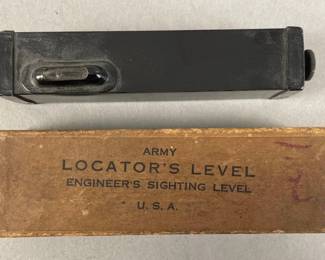 ARMY
LOCATOR'S LEVEL
ENGINEER'S SIGHTING LEVEL
U.S.A.